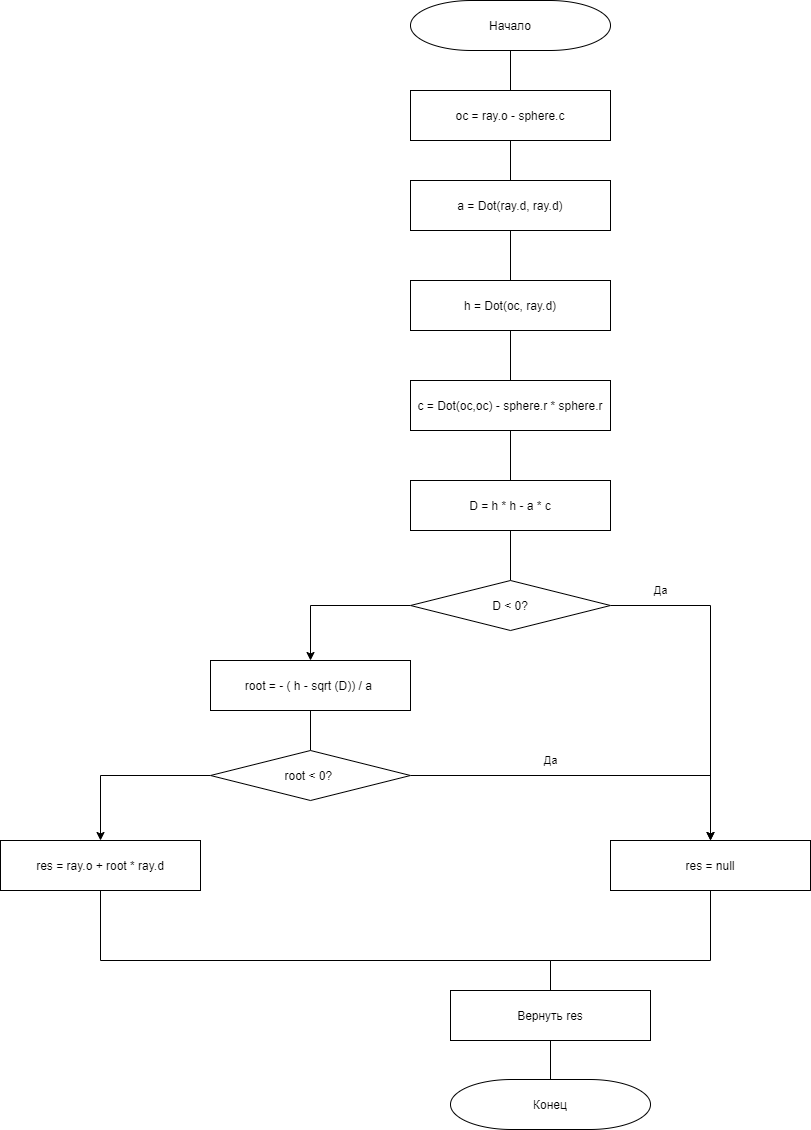 Начало
oc = ray.o - sphere.c
a = Dot(ray.d, ray.d)
h = Dot(oc, ray.d)
c = Dot(oc,oc) - sphere.r * sphere.r
D = h * h - a * c
D < 0?
Да
root = - ( h - sqrt (D)) / a
root < 0?
Да
res = ray.o + root * ray.d
res = null
Вернуть res
Конец